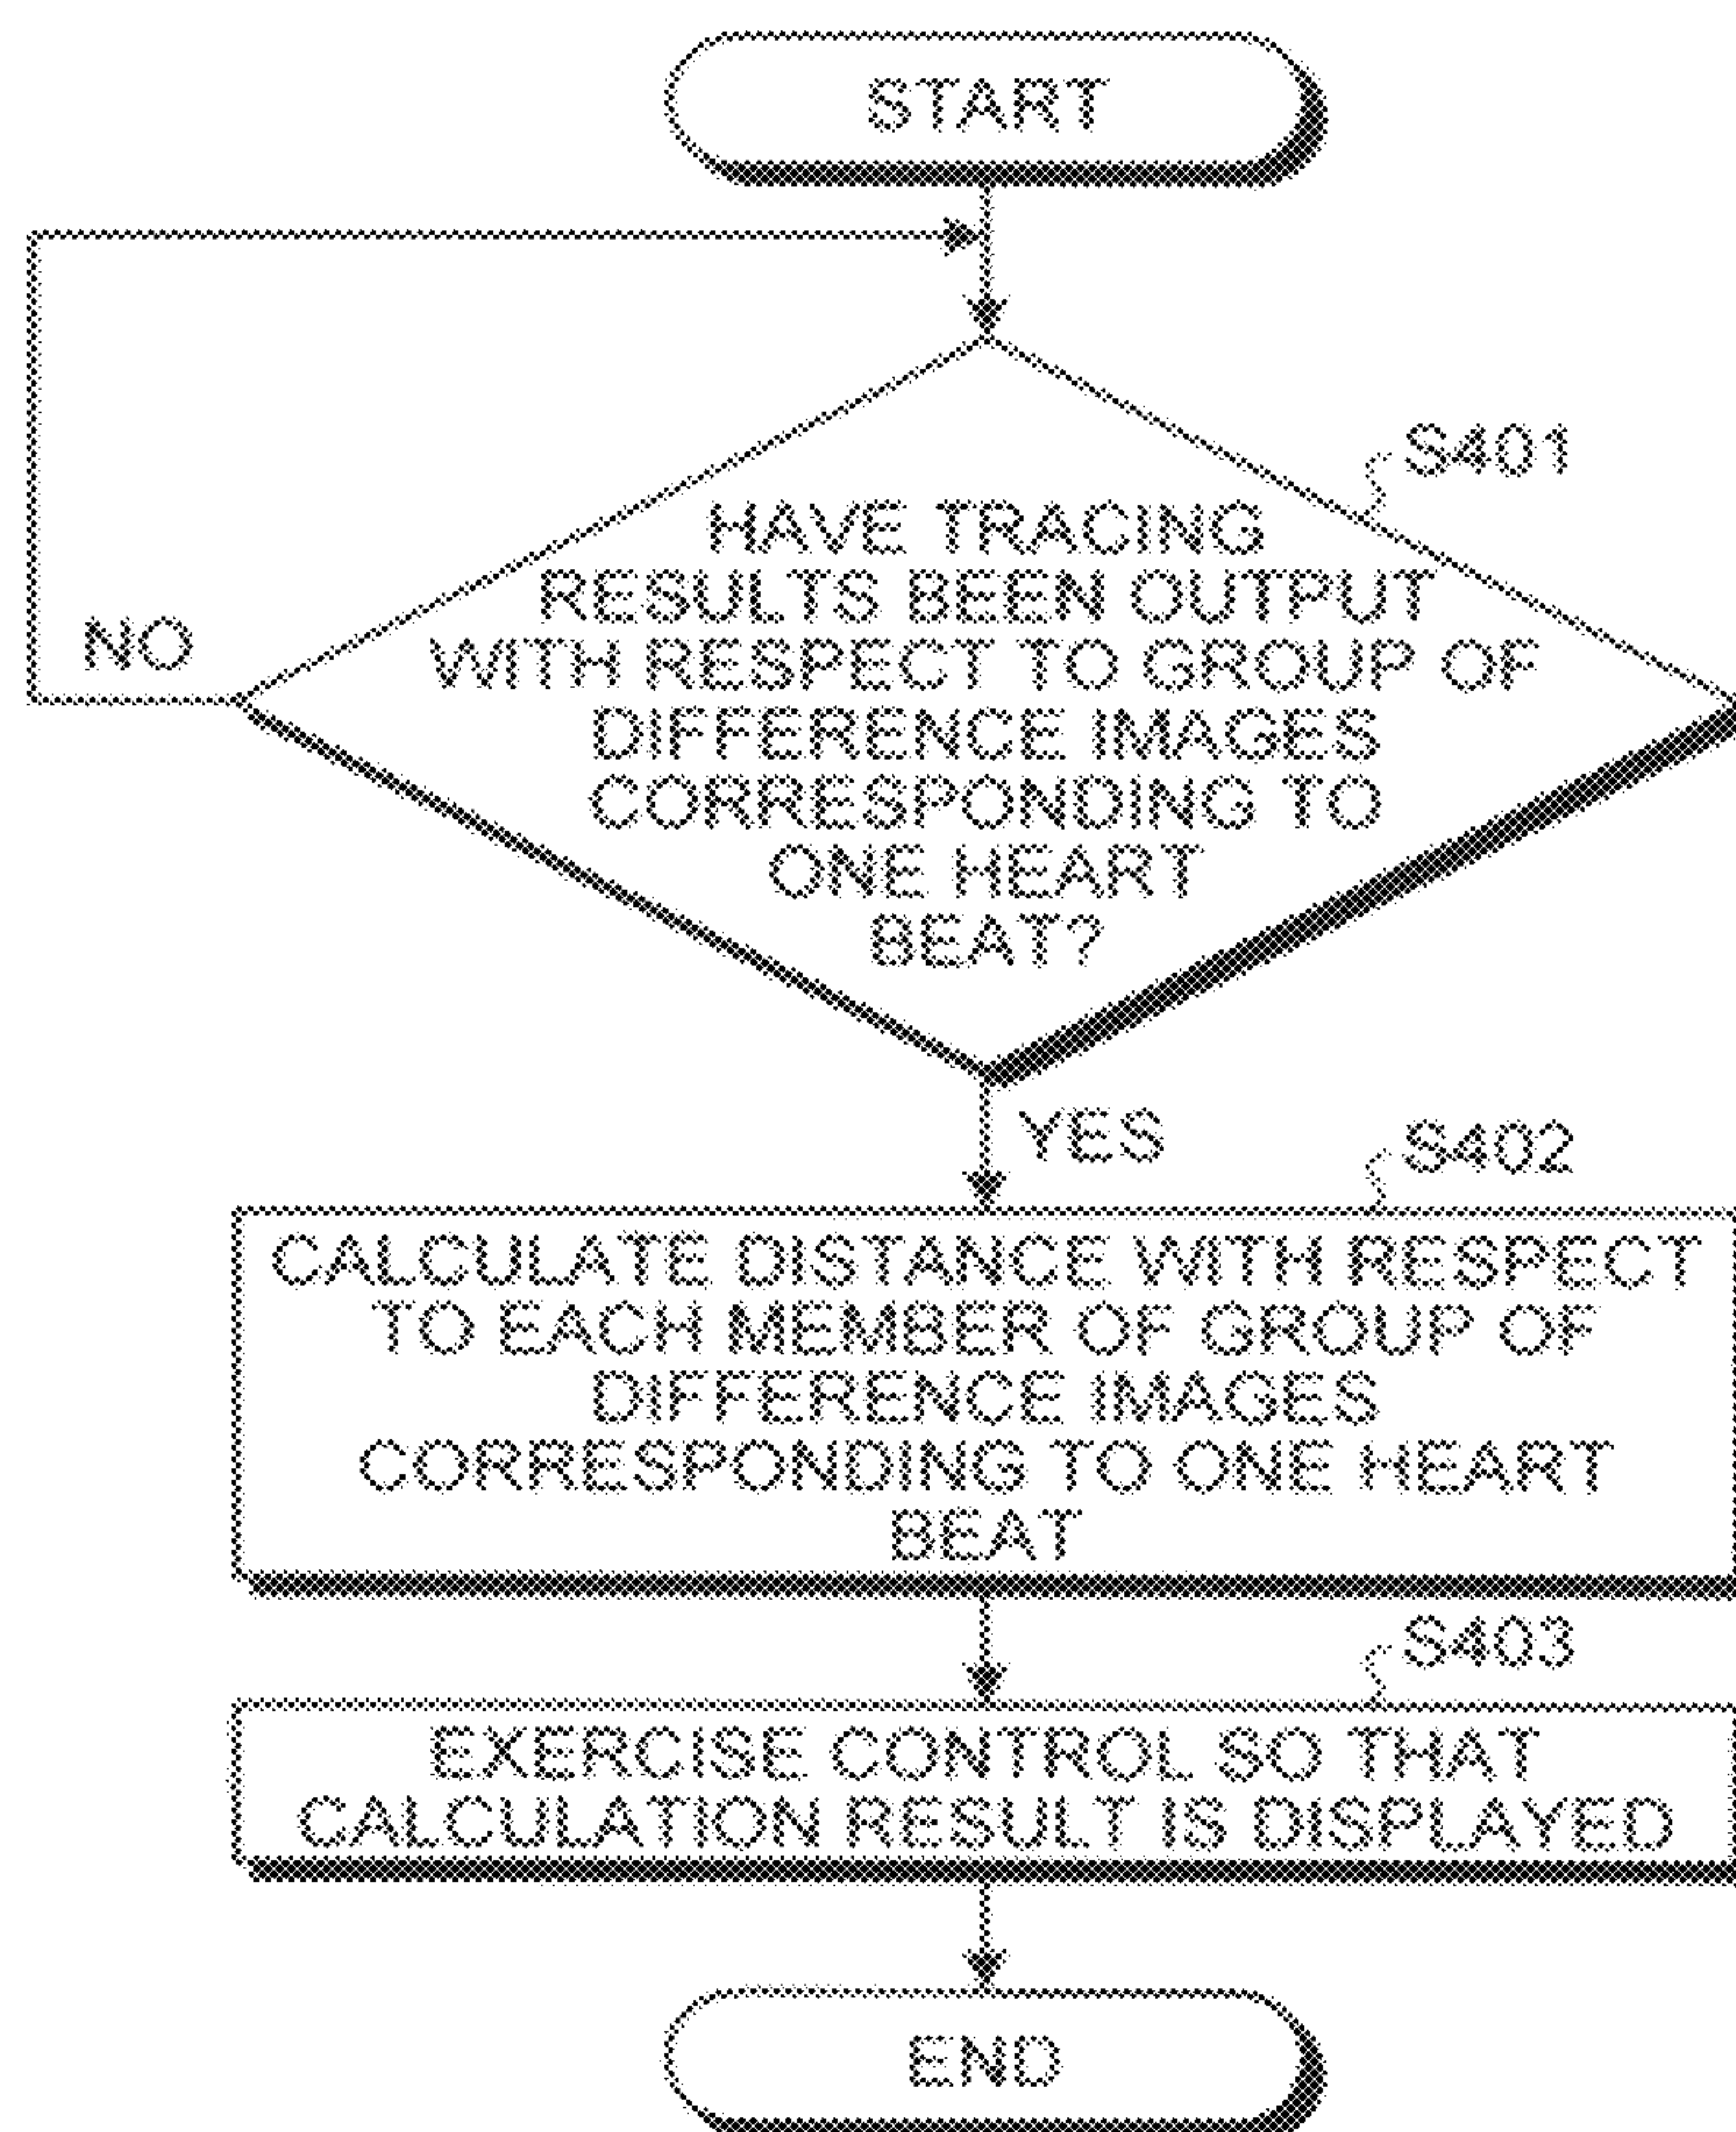 START
S401
HAVE TRACING
RESULTS BEEN OUTPUT
WITH RESPECT TO GROUP OF
DIFFERENCE IMAGES
CORRESPONDING TO
ONE HEART
BEAT?
NO
YES
S402
CALCULATE DISTANCE WITH RESPECT
TO EACH MEMBER OF GROUP OF
DIFFERENCE IMAGES
CORRESPONDING TO ONE HEART
BEAT
S403
EXERCISE CONTROL SO THAT
CALCULATION RESULT IS DISPLAYED
END